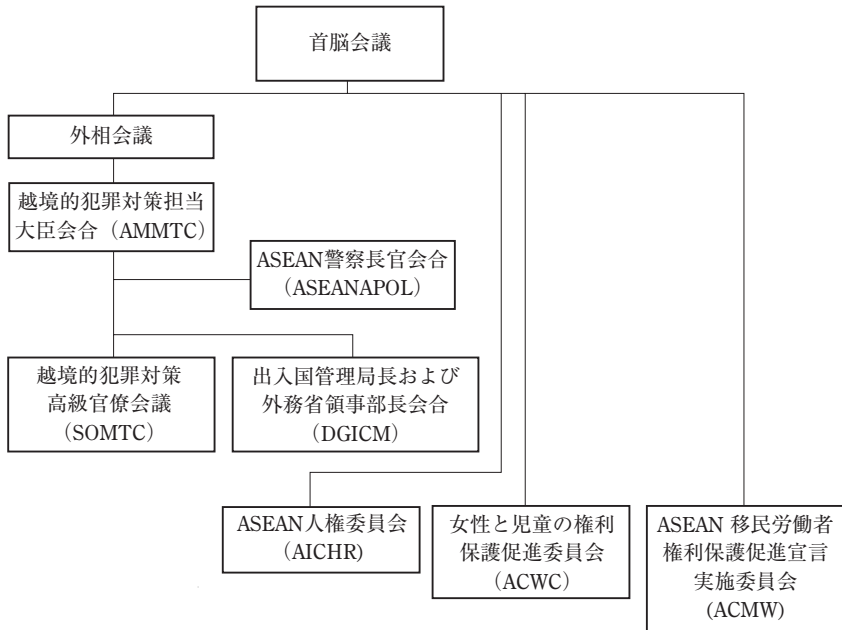 首脳会議
外相会議
越境的犯罪対策担当
大臣会合（AMMTC）
ASEAN警察長官会合
（ASEANAPOL）
越境的犯罪対策
高級官僚会議
（SOMTC）
出入国管理局長および
外務省領事部長会合
（DGICM）
ASEAN人権委員会
（AICHR)
女性と児童の権利
保護促進委員会
（ACWC）
ASEAN 移民労働者
権利保護促進宣言
実施委員会
(ACMW)